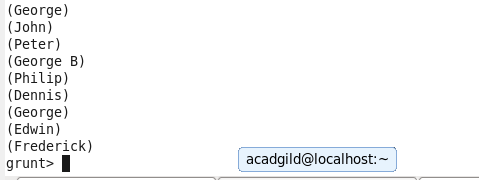 (George)
(John)
(Peter)
(George B)
(Philip)
(Dennis)
(George)
(Edwin)
(Frederick)
grunt>
acadgild@localhost:~